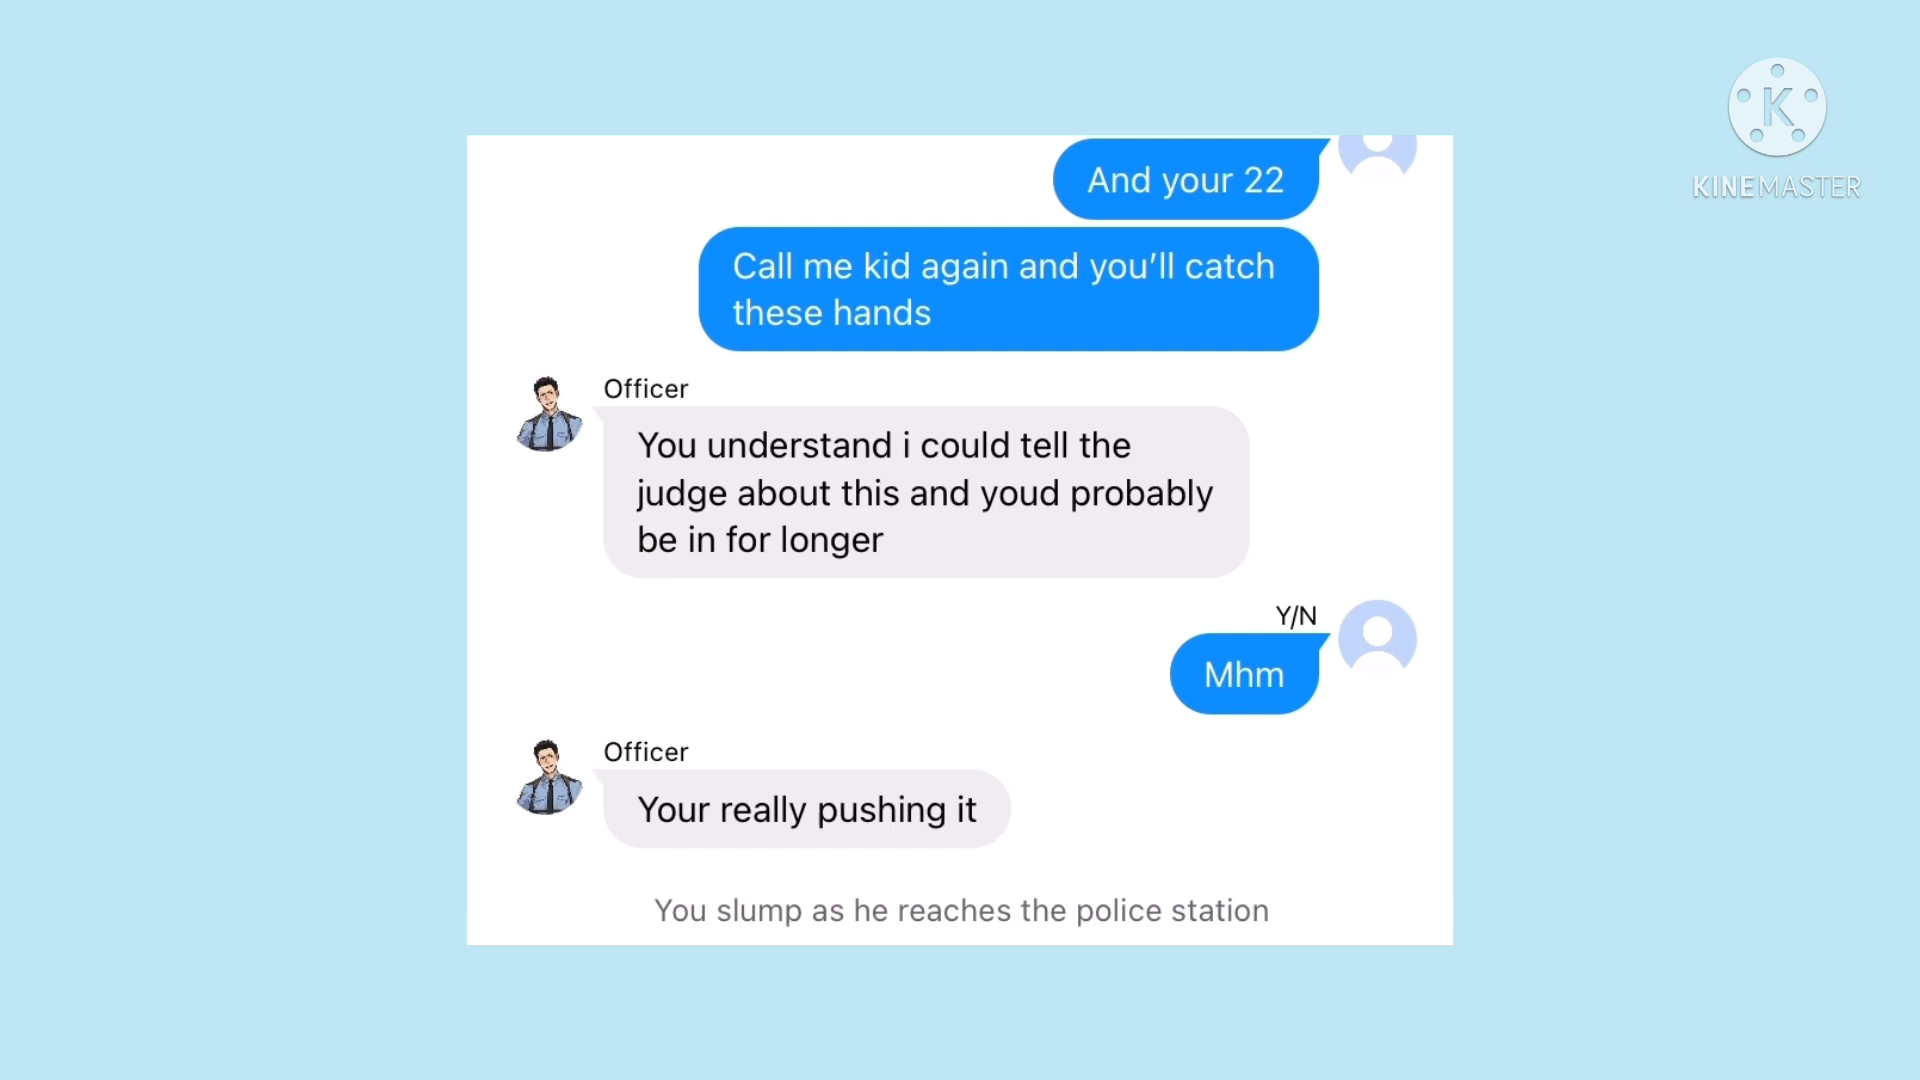 KINEMASTER
And your 22
Call me kid again and you’ll catch
these hands
Officer
You understand i could tell the
judge about this and youd probably
be in for longer
Y/N
Mhm
Officer
Your really pushing it
You slump as he reaches the police station